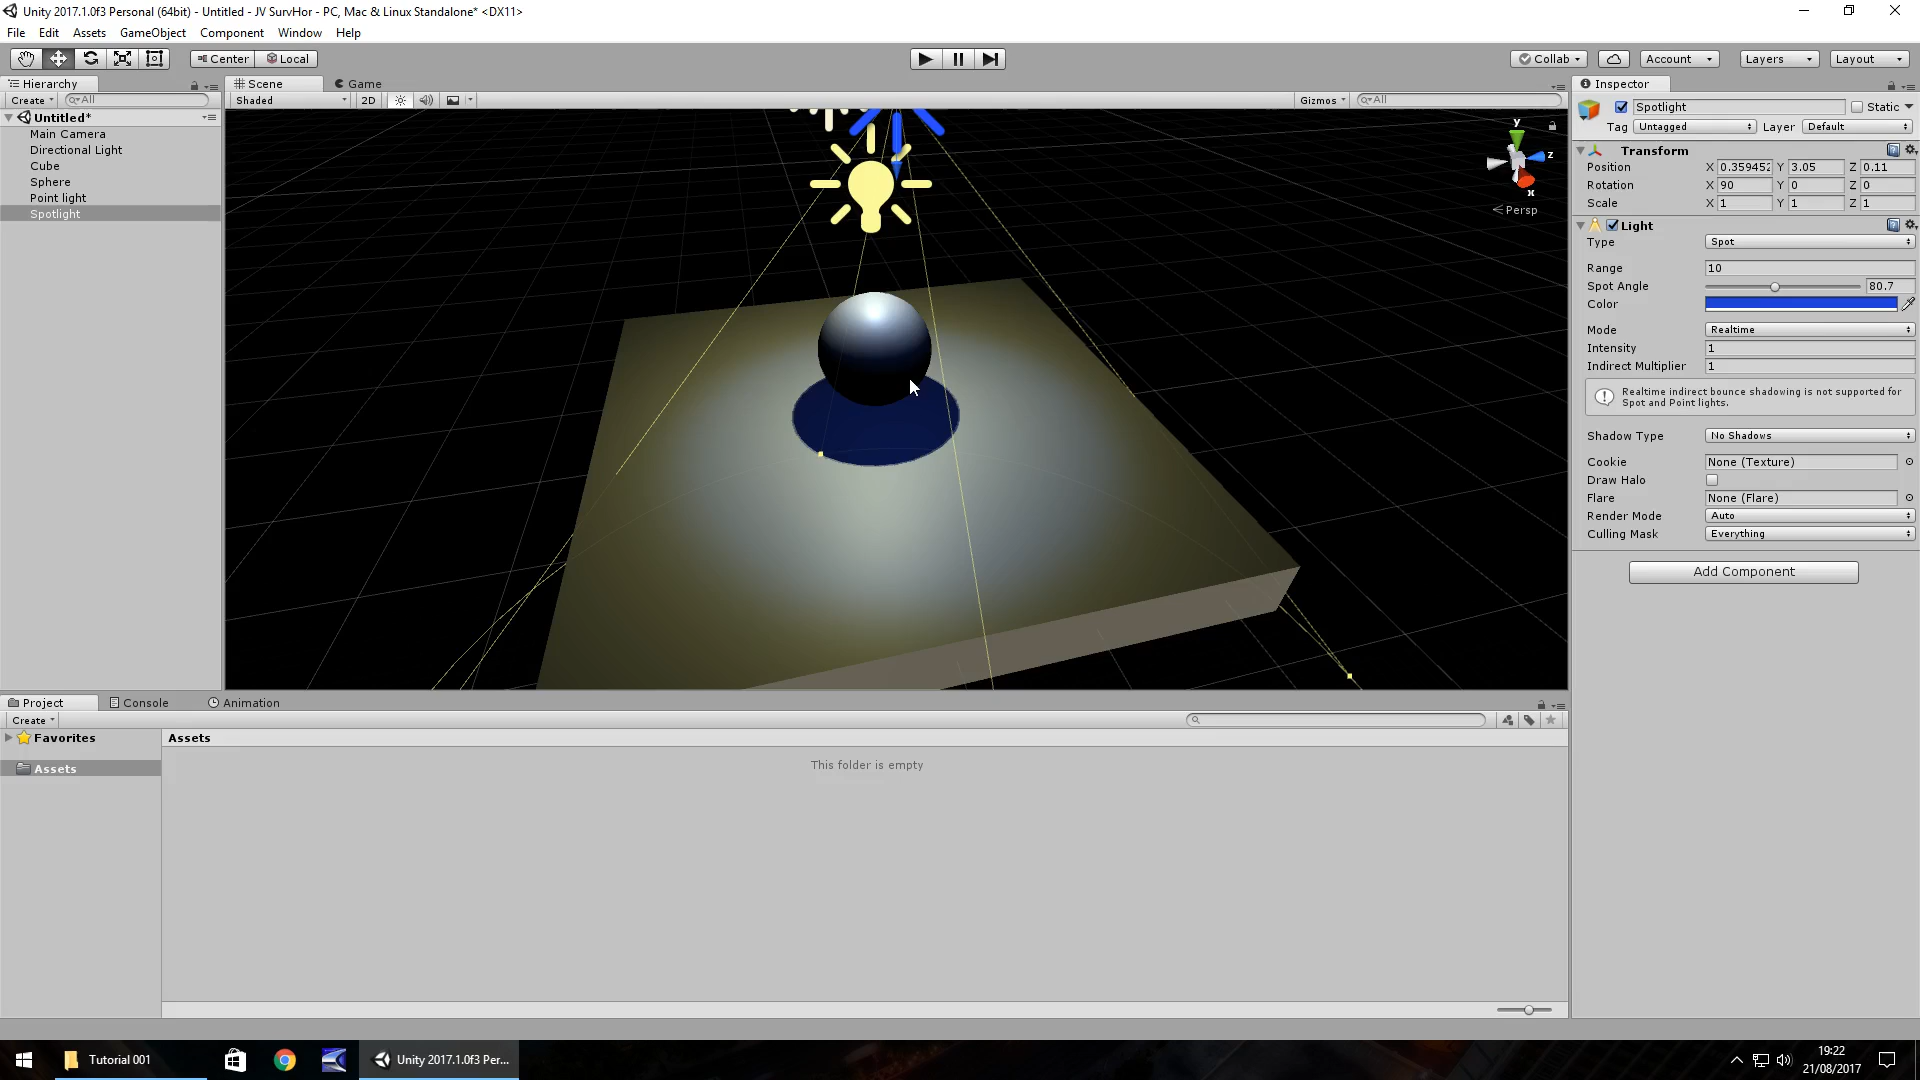 Unity 2017.1.0f3 Personal (64bit) - Untitled - JV SurvHor - PC, Mac & Linux Standalone* <DX11>
File Edit Assets GameObject Component Window Help
Center Local Collab Account Layers Layout
Hierarchy Scene Game Inspector
Create All Shaded 2D Gizmos All Spotlight Static
Untitled*
Main Camera
Directional Light
Cube
Sphere
Point light
Spotlight
y
z
x
Persp
Tag Untagged Layer Default
Transform
Position X 0.359452 Y 3.05 Z 0.11
Rotation X 90 Y 0 Z 0
Scale X 1 Y 1 Z 1
Light
Type Spot
Range 10
Spot Angle 80.7
Color
Mode Realtime
Intensity 1
Indirect Multiplier 1
Realtime indirect bounce shadowing is not supported for
Spot and Point lights.
Shadow Type No Shadows
Cookie None (Texture)
Draw Halo
Flare None (Flare)
Render Mode Auto
Culling Mask Everything
Add Component
Project Console Animation
Create
Favorites Assets
Assets This folder is empty
Tutorial 001 Unity 2017.1.0f3 Per... 19:22
21/08/2017